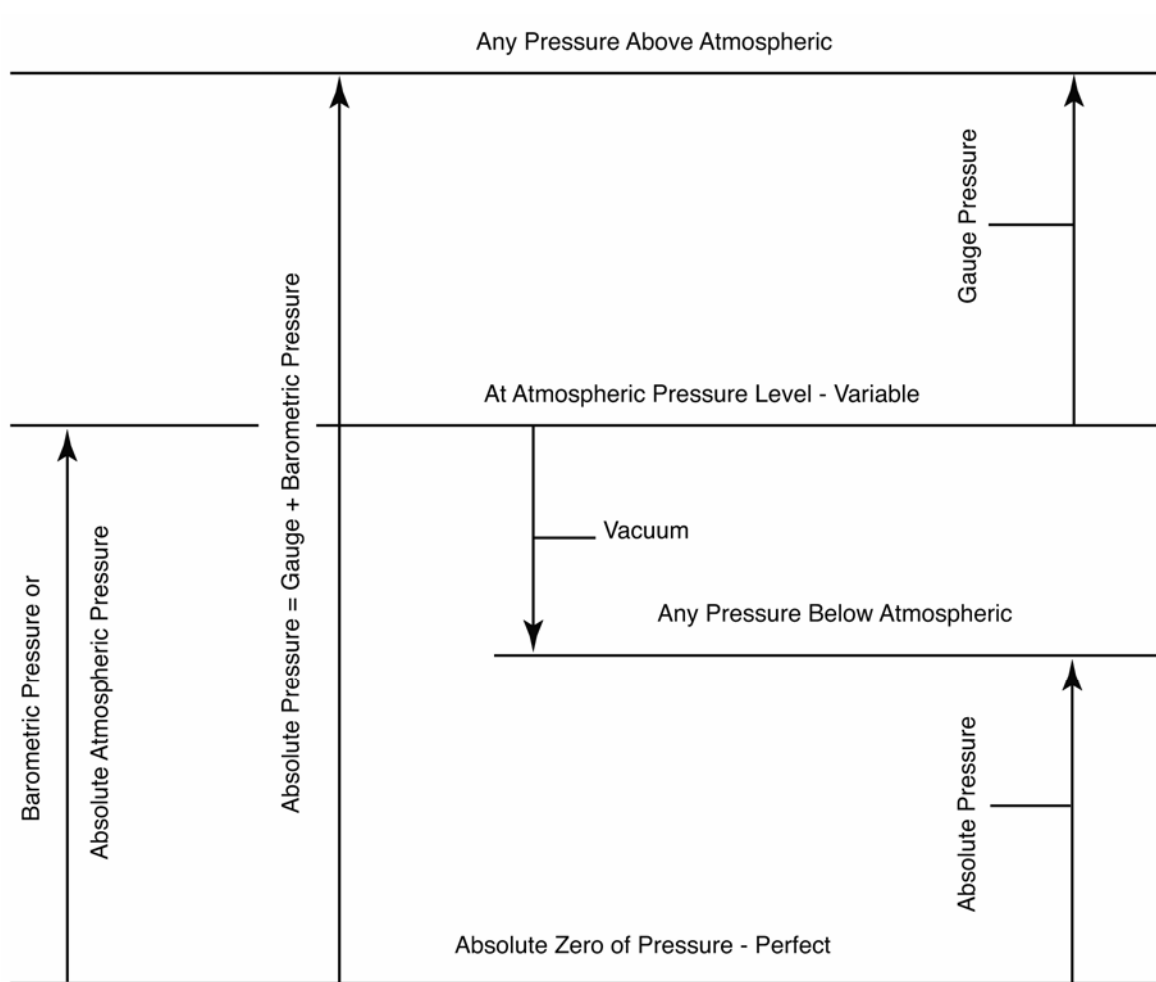 Any Pressure Above Atmospheric
Gauge Pressure
Absolute Pressure = Gauge + Barometric Pressure
At Atmospheric Pressure Level - Variable
Vacuum
Any Pressure Below Atmospheric
Barometric Pressure or
Absolute Atmospheric Pressure
Absolute Pressure
Absolute Zero of Pressure - Perfect